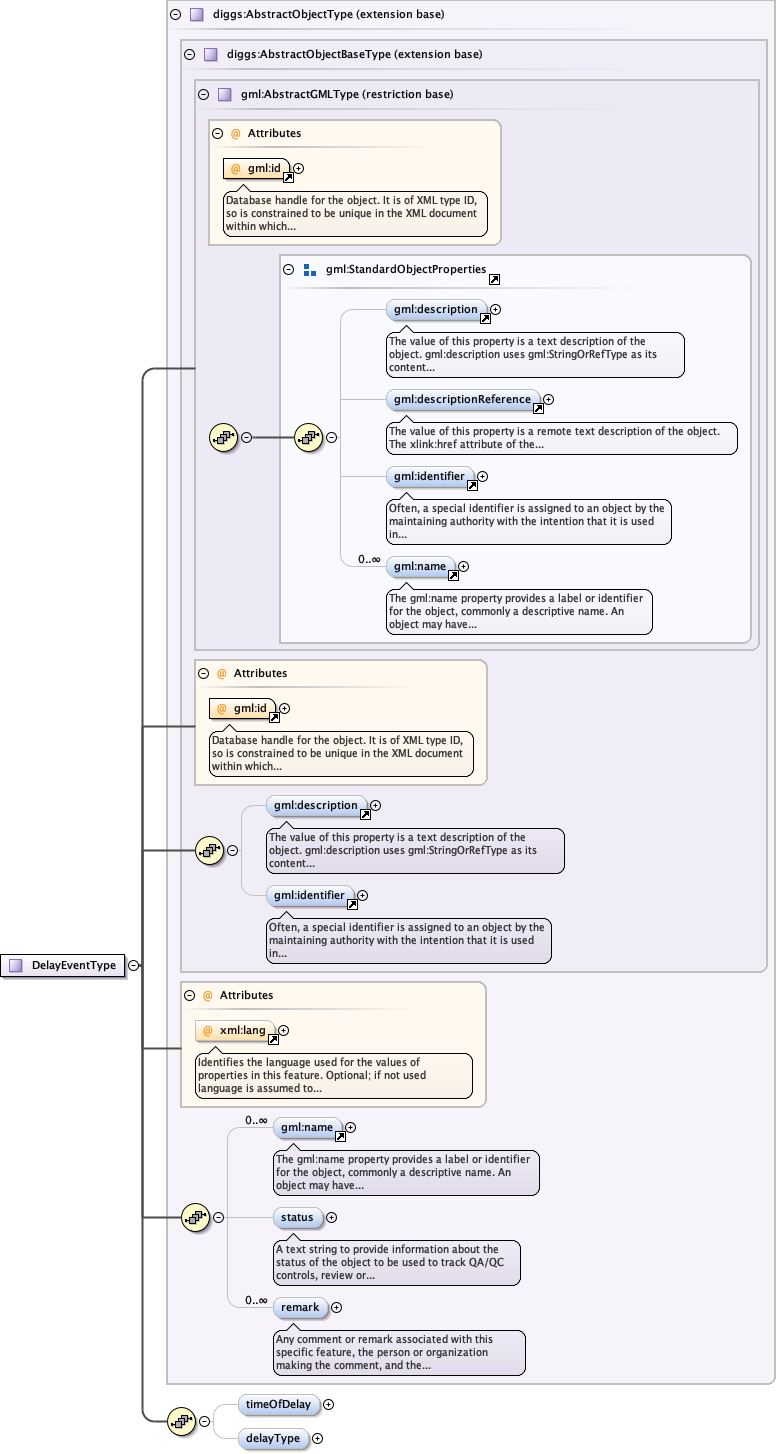 diggs:AbstractObjectType (extension base)
diggs:AbstractObjectBaseType (extension base)
gml:AbstractGMLType (restriction base)
@ Attributes
@ gml:id
Database handle for the object. It is of XML type ID,
so is constrained to be unique in the XML document
within which...
gml:StandardObjectProperties
gml:description
The value of this property is a text description of the
object. gml:description uses gml:StringOrRefType as its
content...
gml:descriptionReference
The value of this property is a remote text description of the object.
The xlink:href attribute of the...
gml:identifier
Often, a special identifier is assigned to an object by the
maintaining authority with the intention that it is used
in...
0..∞
gml:name
The gml:name property provides a label or identifier
for the object, commonly a descriptive name. An
object may have...
@ Attributes
@ gml:id
Database handle for the object. It is of XML type ID,
so is constrained to be unique in the XML document
within which...
gml:description
The value of this property is a text description of the
object. gml:description uses gml:StringOrRefType as its
content...
gml:identifier
Often, a special identifier is assigned to an object by the
maintaining authority with the intention that it is used
in...
DelayEventType
@ Attributes
@ xml:lang
Identifies the language used for the values of
properties in this feature. Optional; if not used
language is assumed to...
0..∞
gml:name
The gml:name property provides a label or identifier
for the object, commonly a descriptive name. An
object may have...
status
A text string to provide information about the
status of the object to be used to track QA/QC
controls, review or...
0..∞
remark
Any comment or remark associated with this
specific feature, the person or organization
making the comment, and the...
timeOfDelay
delayType